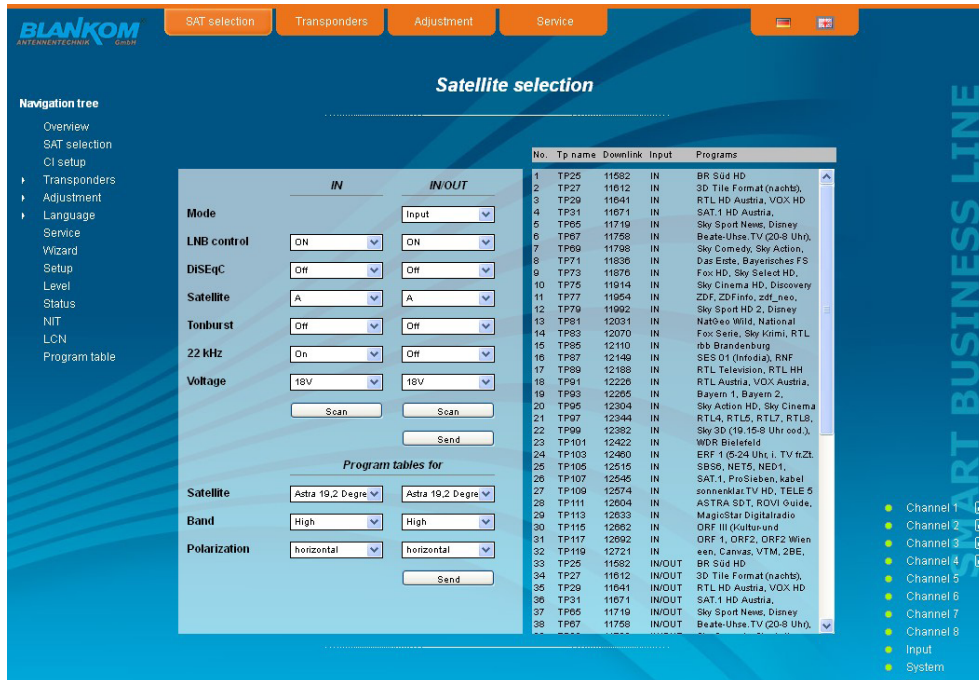 BLANKOM
ANTENNENTECHNIK GmbH
SAT selection Transponders Adjustment Service
Satellite selection
Navigation tree
Overview
SAT selection
CI setup
Transponders
Adjustment
Language
Service
Wizard
Setup
Level
Status
NIT
LCN
Program table
IN IN/OUT
Mode Input
LNB control ON ON
DiSEqC Off Off
Satellite A A
Tonburst Off Off
22 kHz On Off
Voltage 18V 18V
Scan Scan
Send
Program tables for
Satellite Astra 19,2 Degre Astra 19,2 Degre
Band High High
Polarization horizontal horizontal
Send
No. Tp name Downlink Input Programs
1 TP25 11582 IN BR Süd HD
2 TP27 11612 IN 3D Tile Format (nachts),
3 TP29 11641 IN RTL HD Austria, VOX HD
4 TP31 11671 IN SAT.1 HD Austria,
5 TP65 11719 IN Sky Sport News, Disney
6 TP67 11758 IN Beate-Uhse.TV (20-8 Uhr),
7 TP69 11798 IN Sky Comedy, Sky Action,
8 TP71 11836 IN Das Erste, Bayerisches FS
9 TP73 11876 IN Fox HD, Sky Select HD,
10 TP75 11914 IN Sky Cinema HD, Discovery
11 TP77 11954 IN ZDF, ZDFinfo, zdf_neo,
12 TP79 11992 IN Sky Sport HD 2, Disney
13 TP81 12031 IN NatGeo Wild, National
14 TP83 12070 IN Fox Serie, Sky Krimi, RTL
15 TP85 12110 IN rbb Brandenburg
16 TP87 12149 IN SES 01 (Infodia), RNF
17 TP89 12188 IN RTL Television, RTL HH
18 TP91 12226 IN RTL Austria, VOX Austria,
19 TP93 12265 IN Bayern 1, Bayern 2,
20 TP95 12304 IN Sky Action HD, Sky Cinema
21 TP97 12344 IN RTL4, RTL5, RTL7, RTL8,
22 TP99 12382 IN Sky 3D (19.15-8 Uhr cod.),
23 TP101 12422 IN WDR Bielefeld
24 TP103 12460 IN ERF 1 (5-24 Uhr, i. TV fr.Zt.
25 TP105 12515 IN SBS6, NET5, NED1,
26 TP107 12545 IN SAT.1, ProSieben, kabel
27 TP109 12574 IN sonnenklar.TV HD, TELE 5
28 TP111 12604 IN ASTRA SDT, ROVI Guide,
29 TP113 12633 IN MagicStar Digitalradio
30 TP115 12662 IN ORF III (Kultur-und
31 TP117 12692 IN ORF 1, ORF2, ORF2 Wien
32 TP119 12721 IN een, Canvas, VTM, 2BE,
33 TP25 11582 IN/OUT BR Süd HD
34 TP27 11612 IN/OUT 3D Tile Format (nachts),
35 TP29 11641 IN/OUT RTL HD Austria, VOX HD
36 TP31 11671 IN/OUT SAT.1 HD Austria,
37 TP65 11719 IN/OUT Sky Sport News, Disney
38 TP67 11758 IN/OUT Beate-Uhse.TV (20-8 Uhr),
SMART BUSINESS LINE
Channel 1
Channel 2
Channel 3
Channel 4
Channel 5
Channel 6
Channel 7
Channel 8
Input
System